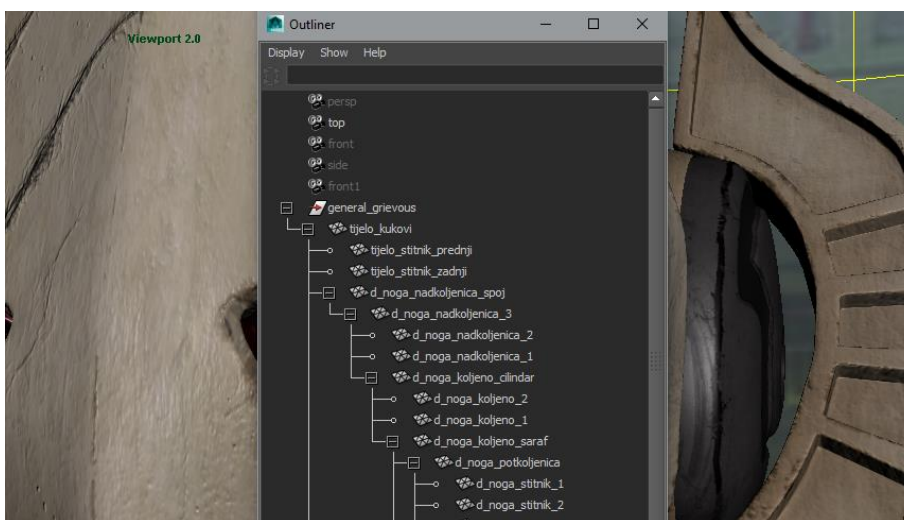 Viewport 2.0
Outliner
Display Show Help
persp
top
front
side
front1
general_grievous
tijelo_kukovi
tijelo_stitnik_prednji
tijelo_stitnik_zadnji
d_noga_nadkoljenica_spoj
d_noga_nadkoljenica_3
d_noga_nadkoljenica_2
d_noga_nadkoljenica_1
d_noga_koljeno_cilindar
d_noga_koljeno_2
d_noga_koljeno_1
d_noga_koljeno_saraf
d_noga_potkoljenica
d_noga_stitnik_1
d_noga_stitnik_2